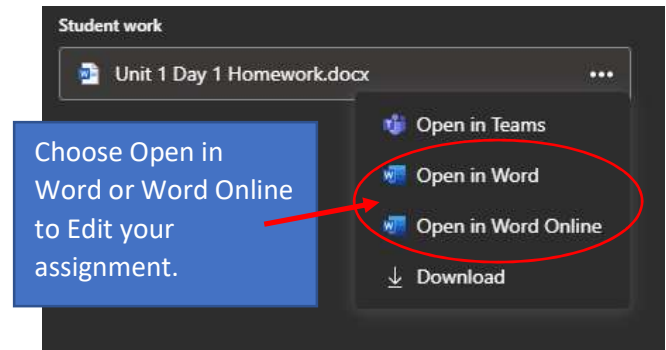 Student work
Unit 1 Day 1 Homework.docx
Open in Teams
Choose Open in
Word or Word Online
to Edit your
assignment.
Open in Word
Open in Word Online
Download